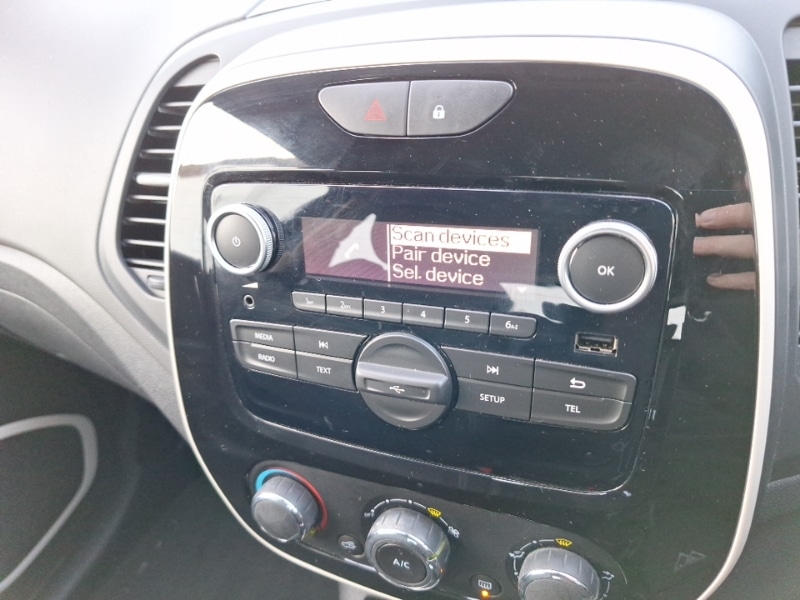 Scan devices
Pair device
Sel. device
OK
1
2
3
4
5
6
MEDIA
RADIO
TEXT
SETUP
TEL
A/C